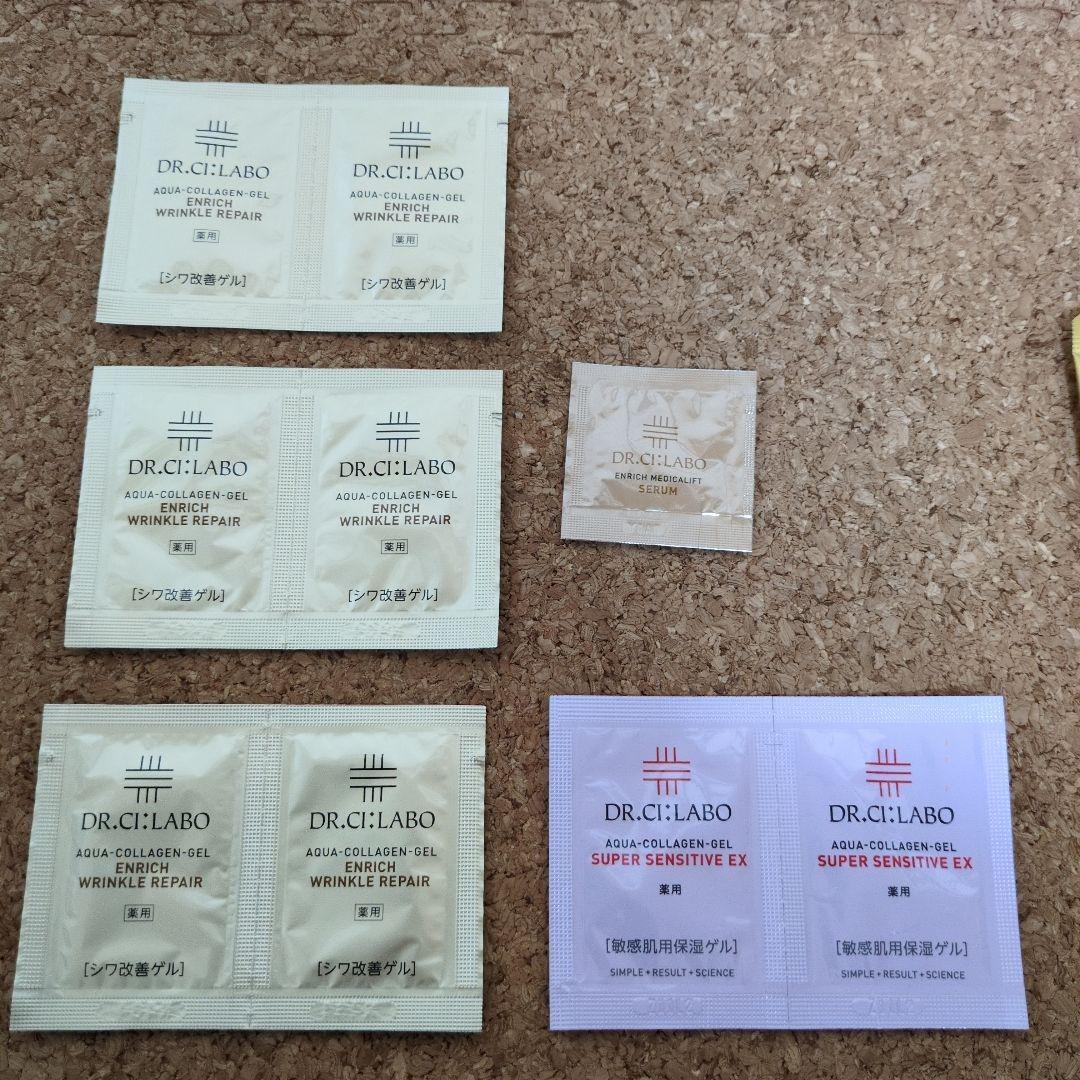 DR.CI:LABO
AQUA-COLLAGEN-GEL
ENRICH
WRINKLE REPAIR
薬用
[シワ改善ゲル]
DR.CI:LABO
AQUA-COLLAGEN-GEL
ENRICH
WRINKLE REPAIR
薬用
[シワ改善ゲル]
DR.CI:LABO
AQUA-COLLAGEN-GEL
ENRICH
WRINKLE REPAIR
薬用
[シワ改善ゲル]
DR.CI:LABO
AQUA-COLLAGEN-GEL
ENRICH
WRINKLE REPAIR
薬用
[シワ改善ゲル]
DR.CI:LABO
ENRICH MEDICALIFT
SERUM
DR.CI:LABO
AQUA-COLLAGEN-GEL
ENRICH
WRINKLE REPAIR
薬用
[シワ改善ゲル]
DR.CI:LABO
AQUA-COLLAGEN-GEL
ENRICH
WRINKLE REPAIR
薬用
[シワ改善ゲル]
DR.CI:LABO
AQUA-COLLAGEN-GEL
SUPER SENSITIVE EX
薬用
[敏感肌用保湿ゲル]
SIMPLE+RESULT+SCIENCE
DR.CI:LABO
AQUA-COLLAGEN-GEL
SUPER SENSITIVE EX
薬用
[敏感肌用保湿ゲル]
SIMPLE+RESULT+SCIENCE